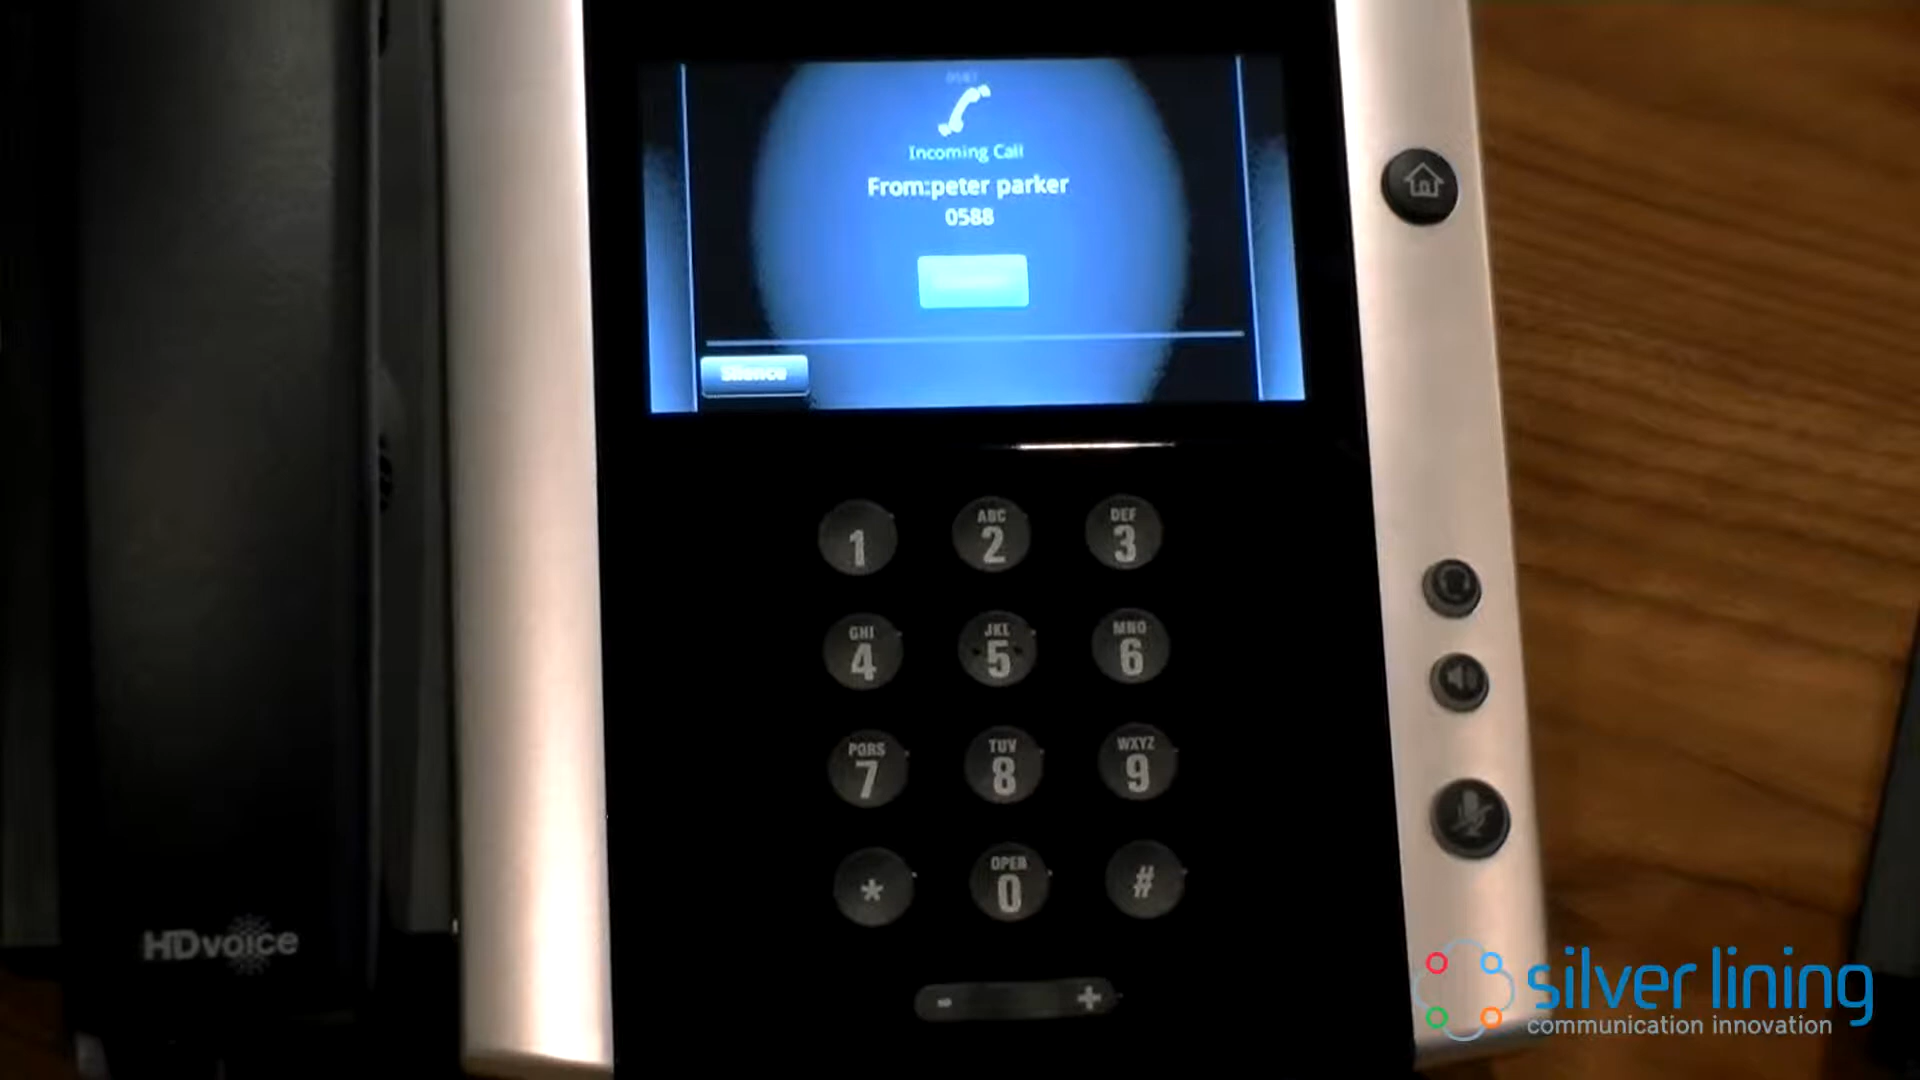 Incoming Call
From:peter parker
0588
Silence
1
ABC
2
DEF
3
GHI
4
JKL
5
MNO
6
PQRS
7
TUV
8
WXYZ
9
*
OPER
0
#
- +
HDvoice
silver lining
communication innovation